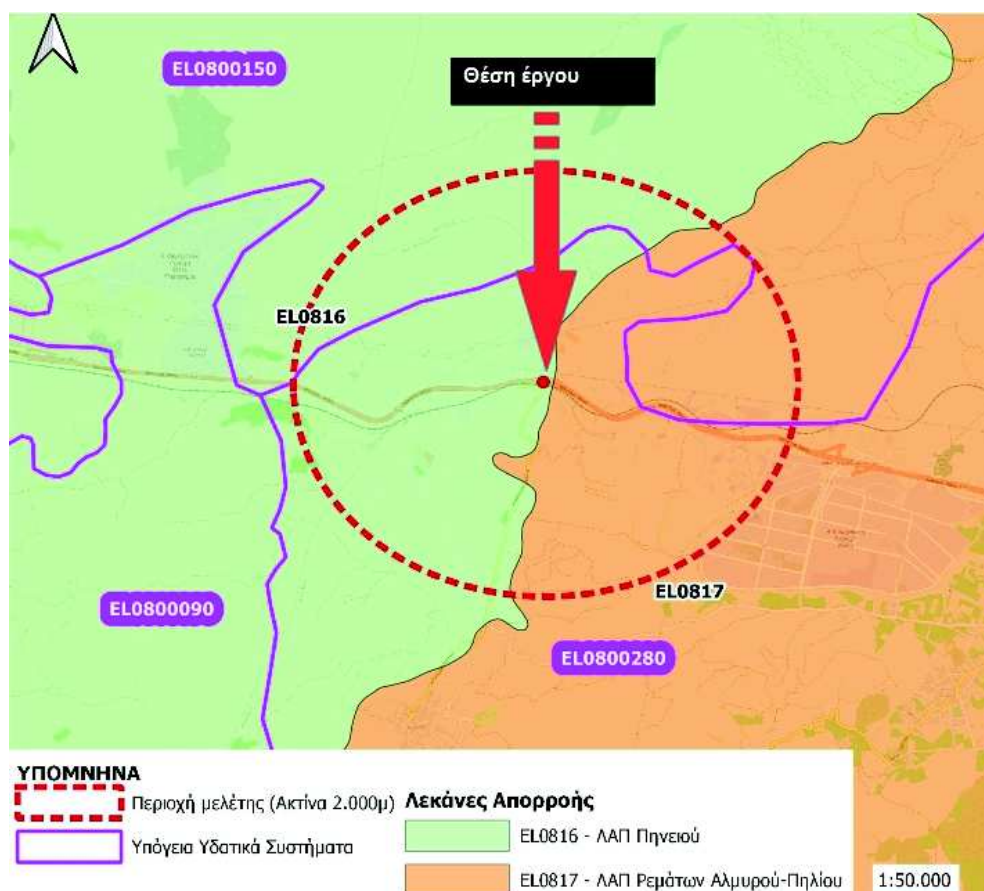 EL0800150
Θέση έργου
EL0816
EL0800090
EL0817
EL0800280
ΥΠΟΜΝΗΝΑ
Περιοχή μελέτης (Ακτίνα 2.000μ)
Υπόγεια Υδατικά Συστήματα
Λεκάνες Απορροής
EL0816 - ΛΑΠ Πηνειού
EL0817 - ΛΑΠ Ρεμάτων Αλμυρού-Πηλίου
1:50.000